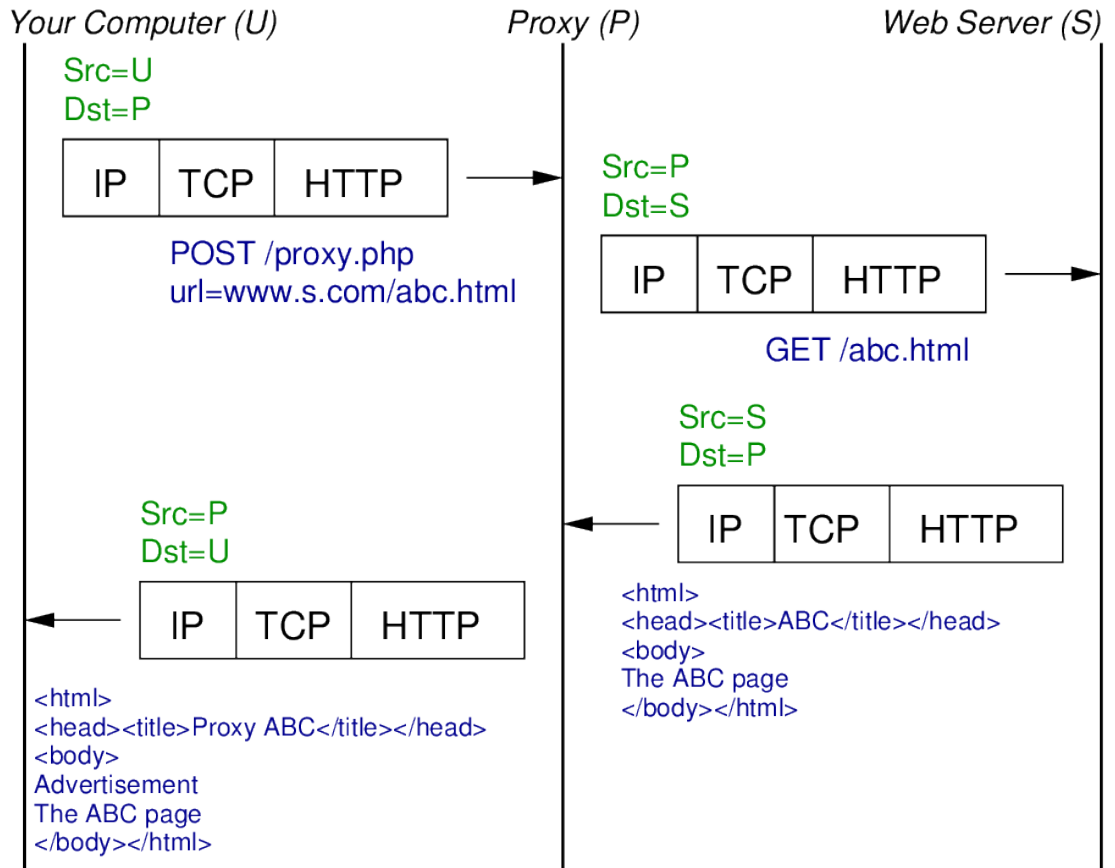 Your Computer (U) Proxy (P) Web Server (S)
Src=U
Dst=P
IP TCP HTTP
POST /proxy.php
url=www.s.com/abc.html
Src=P
Dst=S
IP TCP HTTP
GET /abc.html
Src=S
Dst=P
IP TCP HTTP
<html>
<head><title>ABC</title></head>
<body>
The ABC page
</body></html>
Src=P
Dst=U
IP TCP HTTP
<html>
<head><title>Proxy ABC</title></head>
<body>
Advertisement
The ABC page
</body></html>